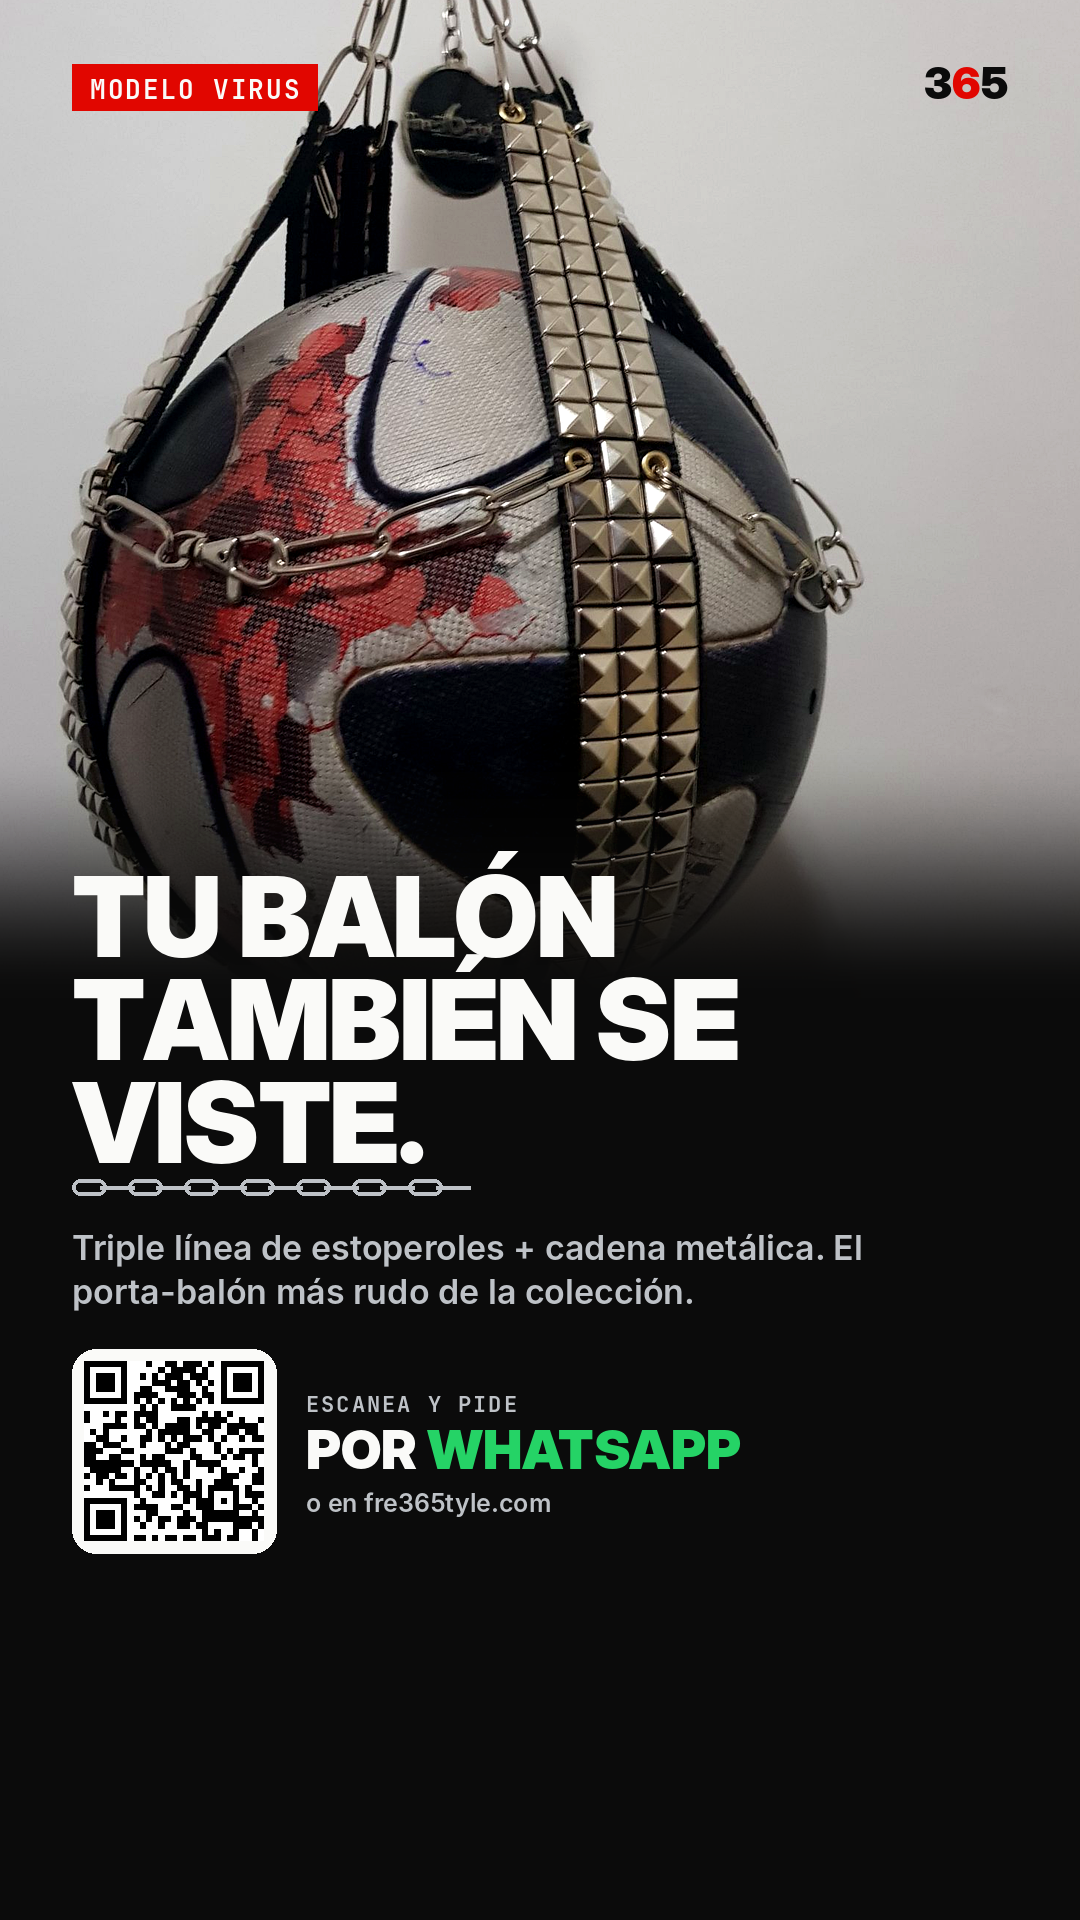 MODELO VIRUS
365
TU BALÓN
TAMBIÉN SE
VISTE.
Triple línea de estoperoles + cadena metálica. El
porta-balón más rudo de la colección.
ESCANEA Y PIDE
POR WHATSAPP
o en fre365tyle.com